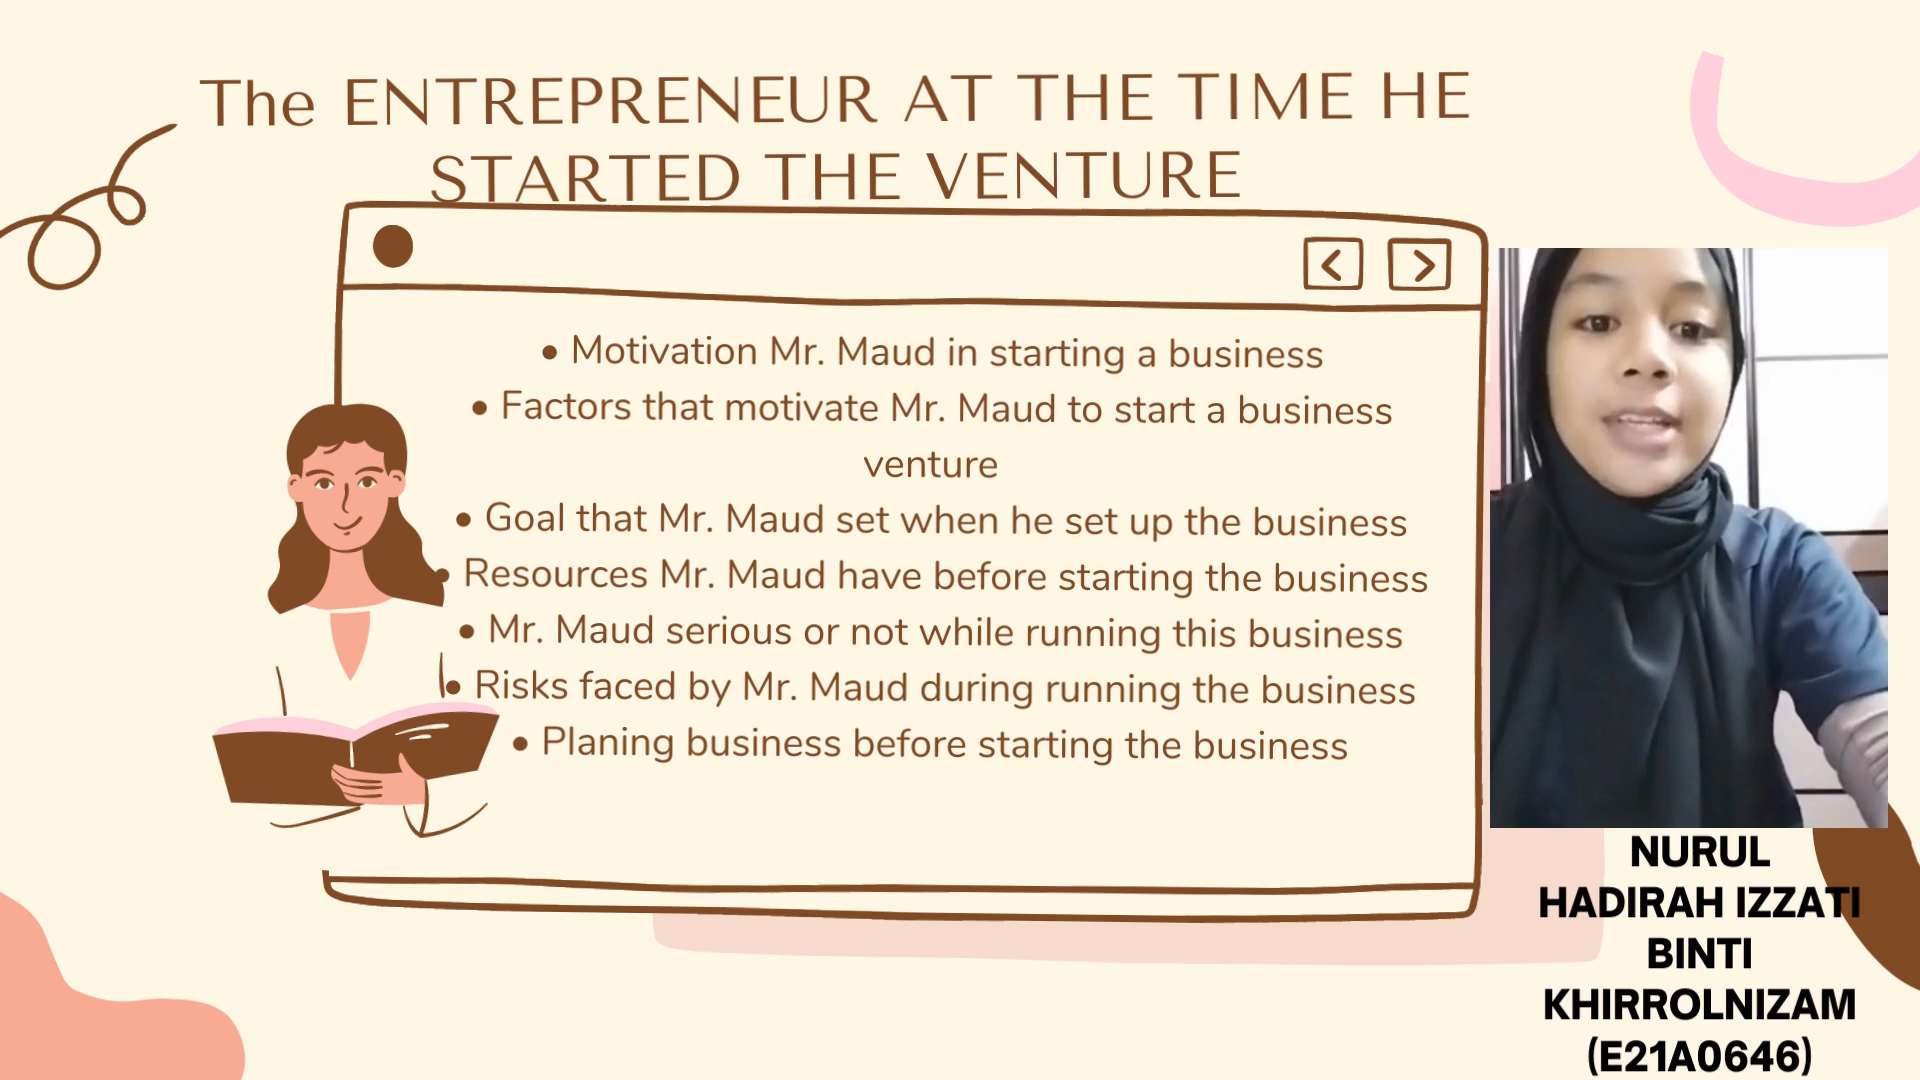 The ENTREPRENEUR AT THE TIME HE
STARTED THE VENTURE
• Motivation Mr. Maud in starting a business
• Factors that motivate Mr. Maud to start a business
venture
• Goal that Mr. Maud set when he set up the business
• Resources Mr. Maud have before starting the business
• Mr. Maud serious or not while running this business
• Risks faced by Mr. Maud during running the business
• Planing business before starting the business
NURUL
HADIRAH IZZATI
BINTI
KHIRROLNIZAM
(E21A0646)